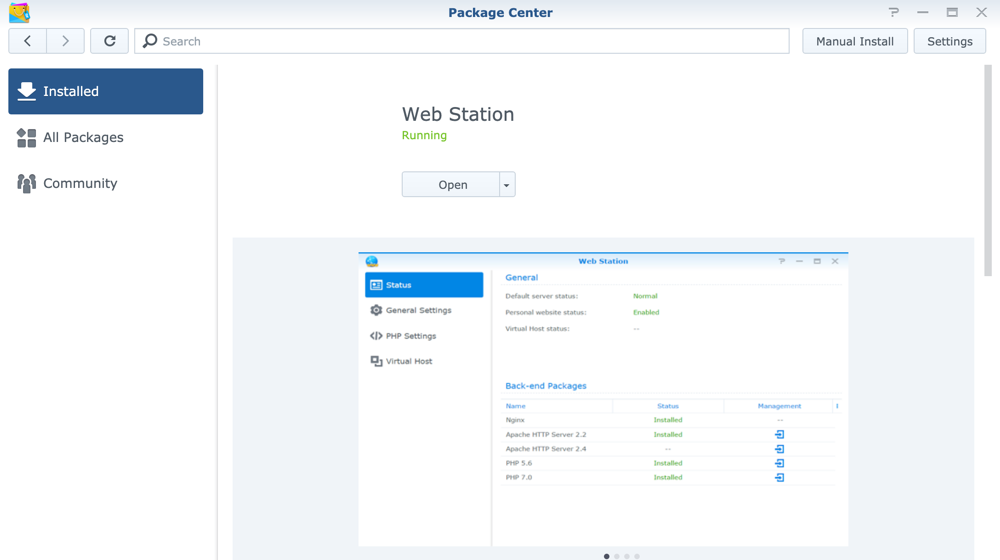 Package Center
Search
Manual Install
Settings
Installed
All Packages
Community
Web Station
Running
Open
Web Station
Status
General Settings
PHP Settings
Virtual Host
General
Default server status: Normal
Personal website status: Enabled
Virtual Host status: --
Back-end Packages
Name Status Management
Nginx Installed --
Apache HTTP Server 2.2 Installed
Apache HTTP Server 2.4 --
PHP 5.6 Installed
PHP 7.0 Installed